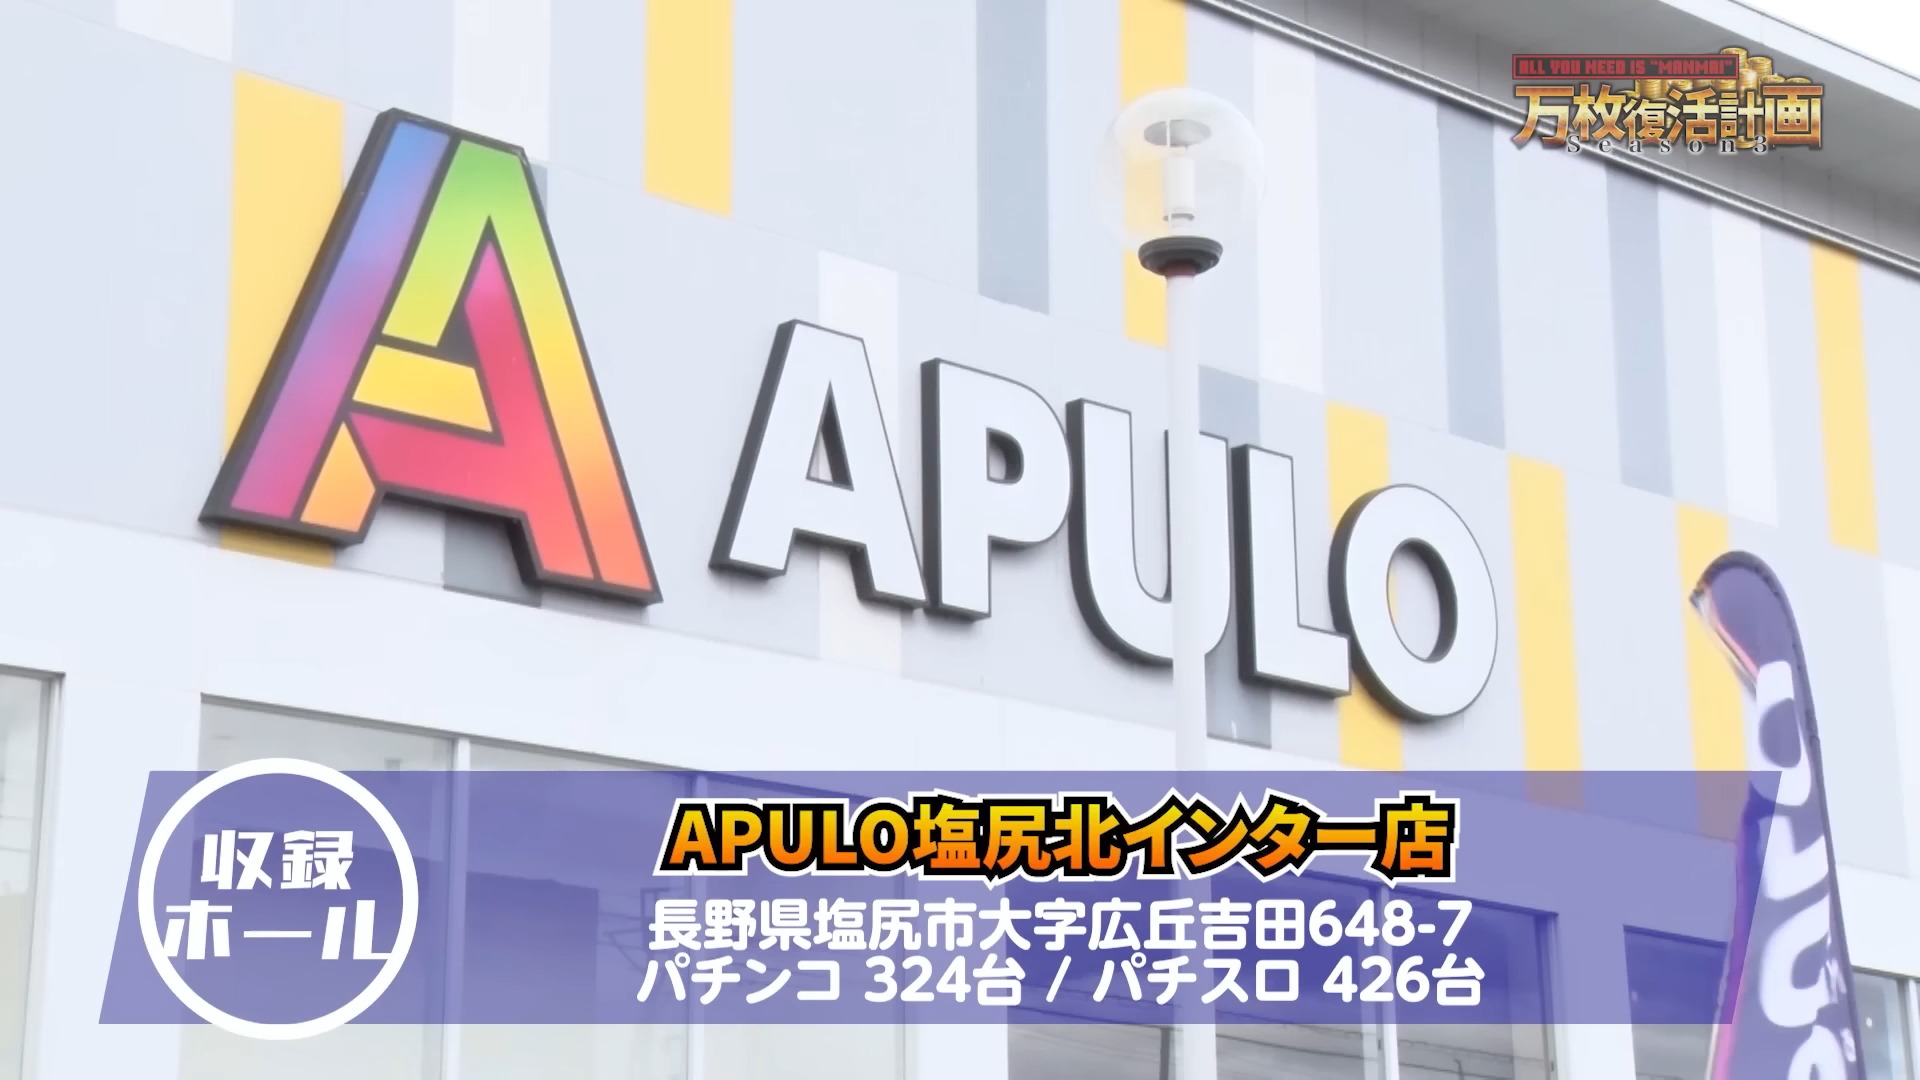 ALL YOU NEED IS "MANMAI"
万枚復活計画
Season3
A APULO
収録
ホール
APULO塩尻北インター店
長野県塩尻市大字広丘吉田648-7
パチンコ 324台 / パチスロ 426台